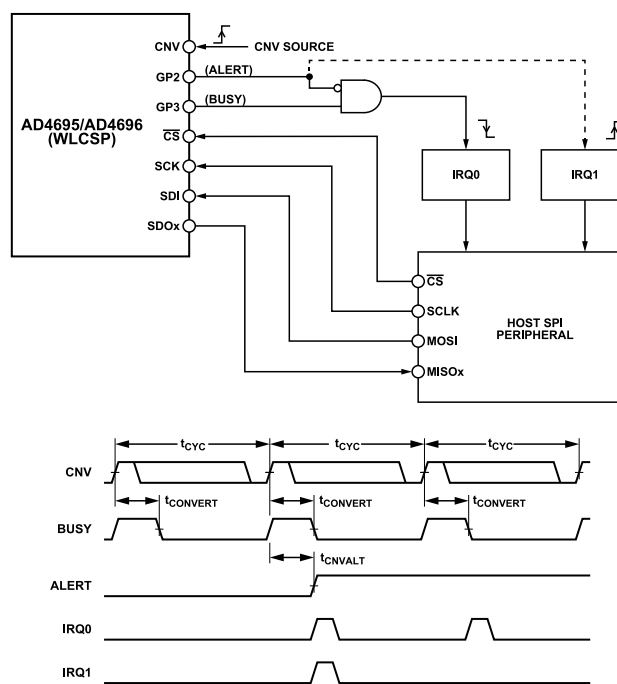 CNV
CNV SOURCE
GP2
(ALERT)
GP3
(BUSY)
AD4695/AD4696
(WLCSP)
CS
SCK
SDI
SDOx
IRQ0
IRQ1
CS
SCLK
MOSI
MISOx
HOST SPI
PERIPHERAL
tCYC
tCYC
tCYC
CNV
tCONVERT
tCONVERT
tCONVERT
BUSY
tCNVALT
ALERT
IRQ0
IRQ1